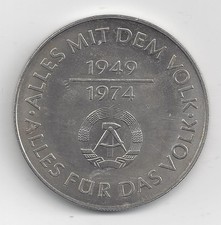 ALLES MIT DEM VOLK ·
ALLES FÜR DAS VOLK ·
1949
1974